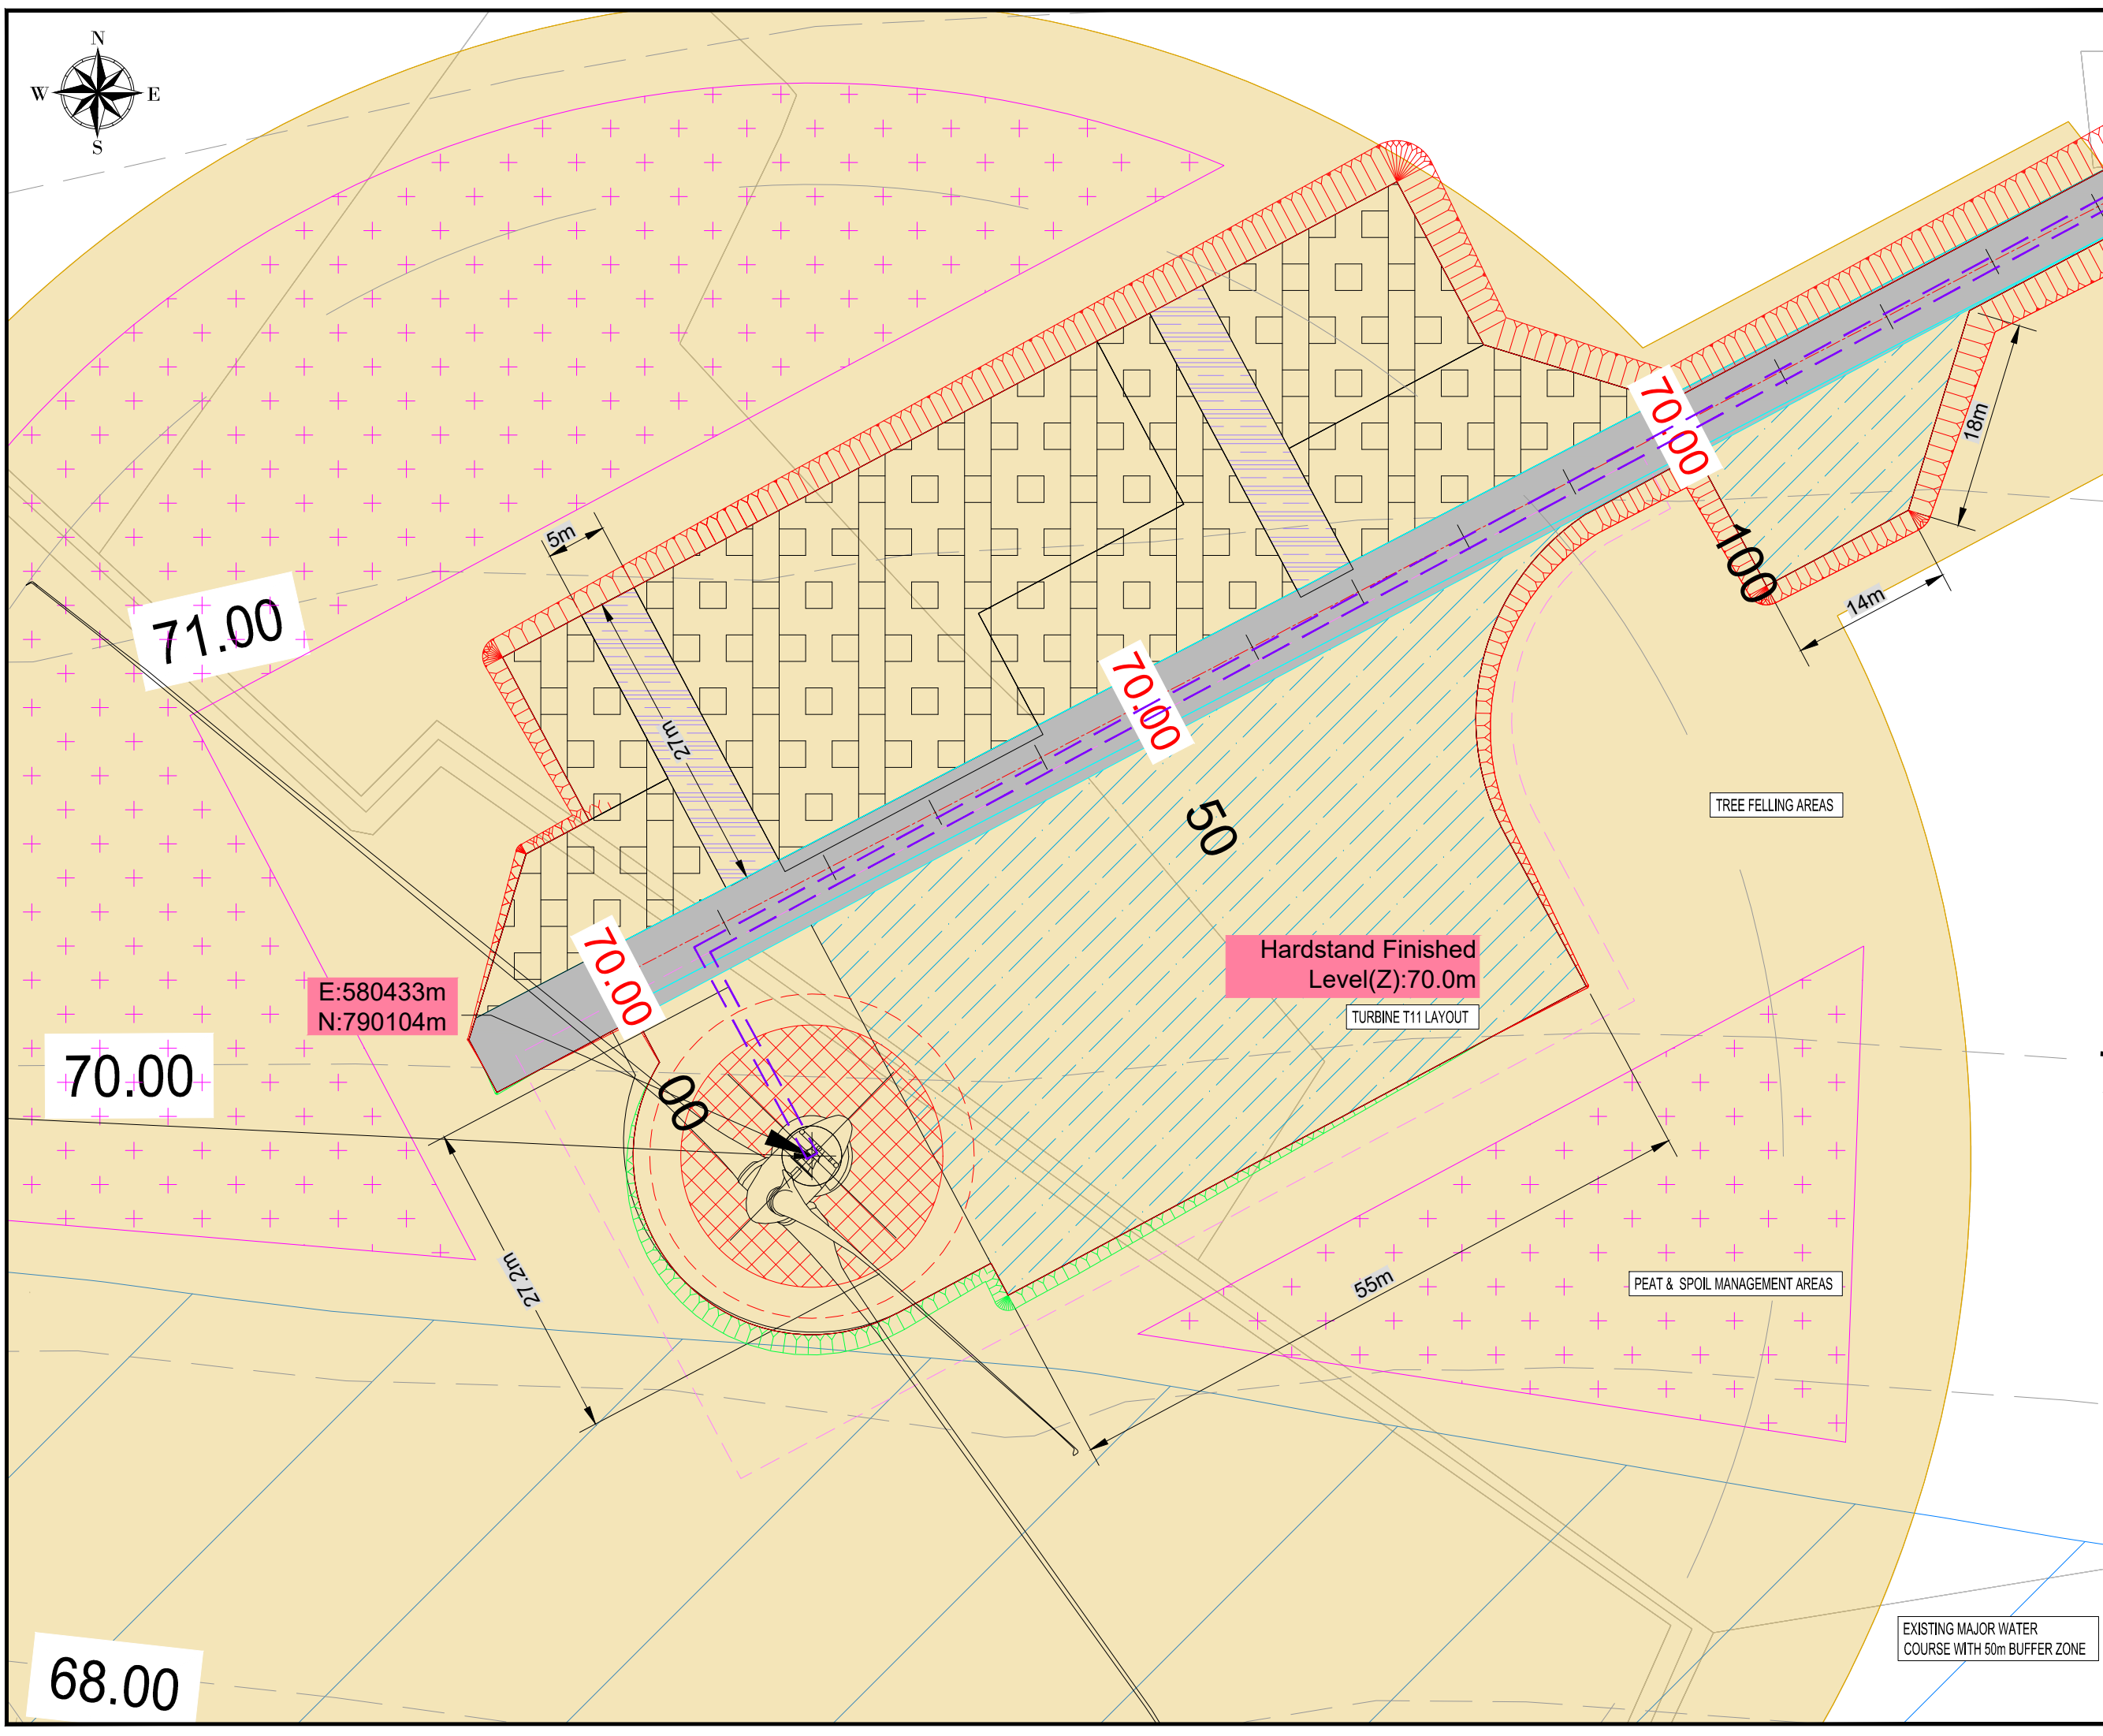 N
W E
S
18m
70.00
5m
100
14m
71.00
70.00
27m
TREE FELLING AREAS
50
70.00
Hardstand Finished
Level(Z):70.0m
E:580433m
N:790104m
TURBINE T11 LAYOUT
70.00
00
27.2m
55m
PEAT & SPOIL MANAGEMENT AREAS
EXISTING MAJOR WATER
COURSE WITH 50m BUFFER ZONE
68.00